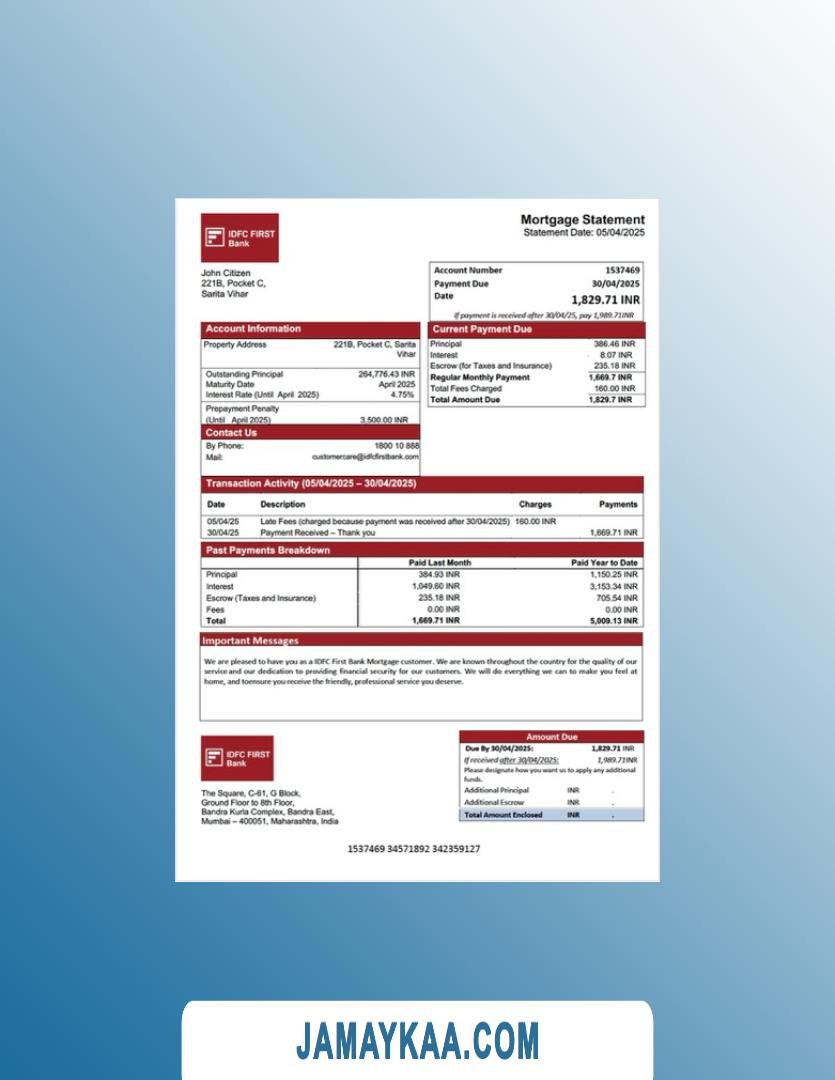 IDFC FIRST
Bank
Mortgage Statement
Statement Date: 05/04/2025
John Citizen
221B, Pocket C,
Sarita Vihar
Account Number 1537469
Payment Due 30/04/2025
Date 1,829.71 INR
If payment is received after 30/04/25, pay 1,989.71INR
Account Information
Property Address 221B, Pocket C, Sarita
Vihar
Outstanding Principal 264,776.43 INR
Maturity Date April 2025
Interest Rate (Until April 2025) 4.75%
Prepayment Penalty
(Until April 2025) 3,500.00 INR
Current Payment Due
Principal 386.46 INR
Interest 8.07 INR
Escrow (for Taxes and Insurance) 235.18 INR
Regular Monthly Payment 1,669.7 INR
Total Fees Charged 160.00 INR
Total Amount Due 1,829.7 INR
Contact Us
By Phone: 1800 10 888
Mail: customercare@idfcfirstbank.com
Transaction Activity (05/04/2025 – 30/04/2025)
Date Description Charges Payments
05/04/25 Late Fees (charged because payment was received after 30/04/2025) 160.00 INR
30/04/25 Payment Received – Thank you 1,669.71 INR
Past Payments Breakdown
Paid Last Month Paid Year to Date
Principal 384.93 INR 1,150.25 INR
Interest 1,049.60 INR 3,153.34 INR
Escrow (Taxes and Insurance) 235.18 INR 705.54 INR
Fees 0.00 INR 0.00 INR
Total 1,669.71 INR 5,009.13 INR
Important Messages
We are pleased to have you as a IDFC First Bank Mortgage customer. We are known throughout the country for the quality of our
service and our dedication to providing financial security for our customers. We will do everything we can to make you feel at
home, and toensure you receive the friendly, professional service you deserve.
IDFC FIRST
Bank
The Square, C-61, G Block,
Ground Floor to 8th Floor,
Bandra Kurla Complex, Bandra East,
Mumbai – 400051, Maharashtra, India
Amount Due
Due By 30/04/2025: 1,829.71 INR
If received after 30/04/2025: 1,989.71INR
Please designate how you want us to apply any additional
funds.
Additional Principal INR .
Additional Escrow INR .
Total Amount Enclosed INR .
1537469 34571892 342359127
JAMAYKAA.COM